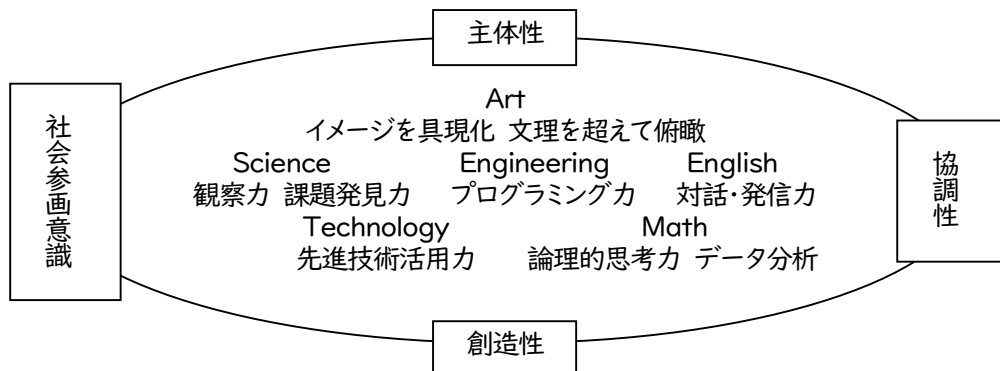 主体性
社会参画意識
Art
イメージを具現化 文理を超えて俯瞰
Science Engineering English
観察力 課題発見力 プログラミング力 対話・発信力
Technology Math
先進技術活用力 論理的思考力 データ分析
協調性
創造性